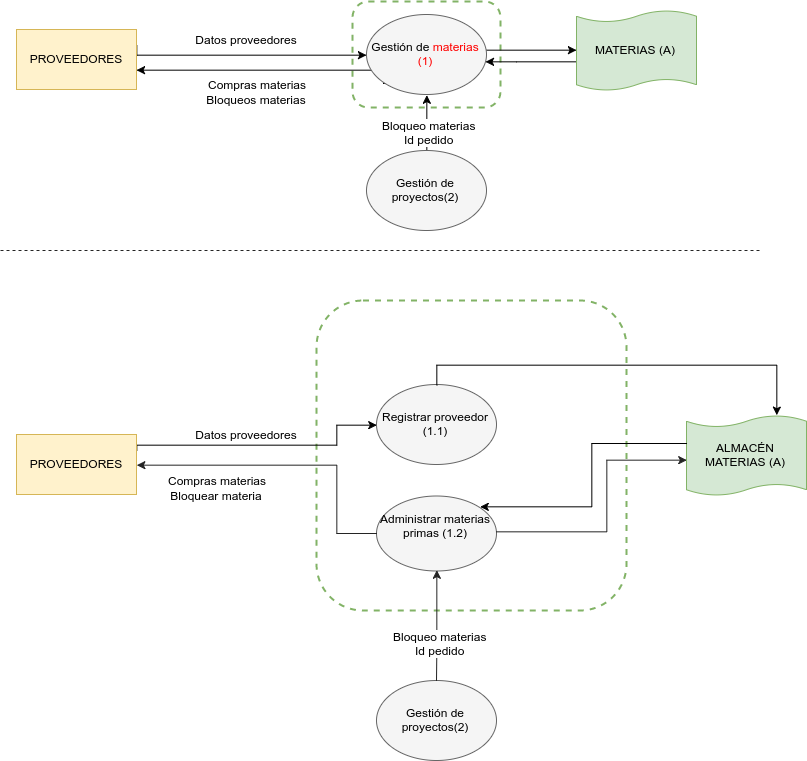 PROVEEDORES
Datos proveedores
Compras materias
Bloqueos materias
Gestión de materias
(1)
MATERIAS (A)
Bloqueo materias
Id pedido
Gestión de
proyectos(2)
PROVEEDORES
Datos proveedores
Compras materias
Bloquear materia
Registrar proveedor
(1.1)
Administrar materias
primas (1.2)
ALMACÉN
MATERIAS (A)
Bloqueo materias
Id pedido
Gestión de
proyectos(2)